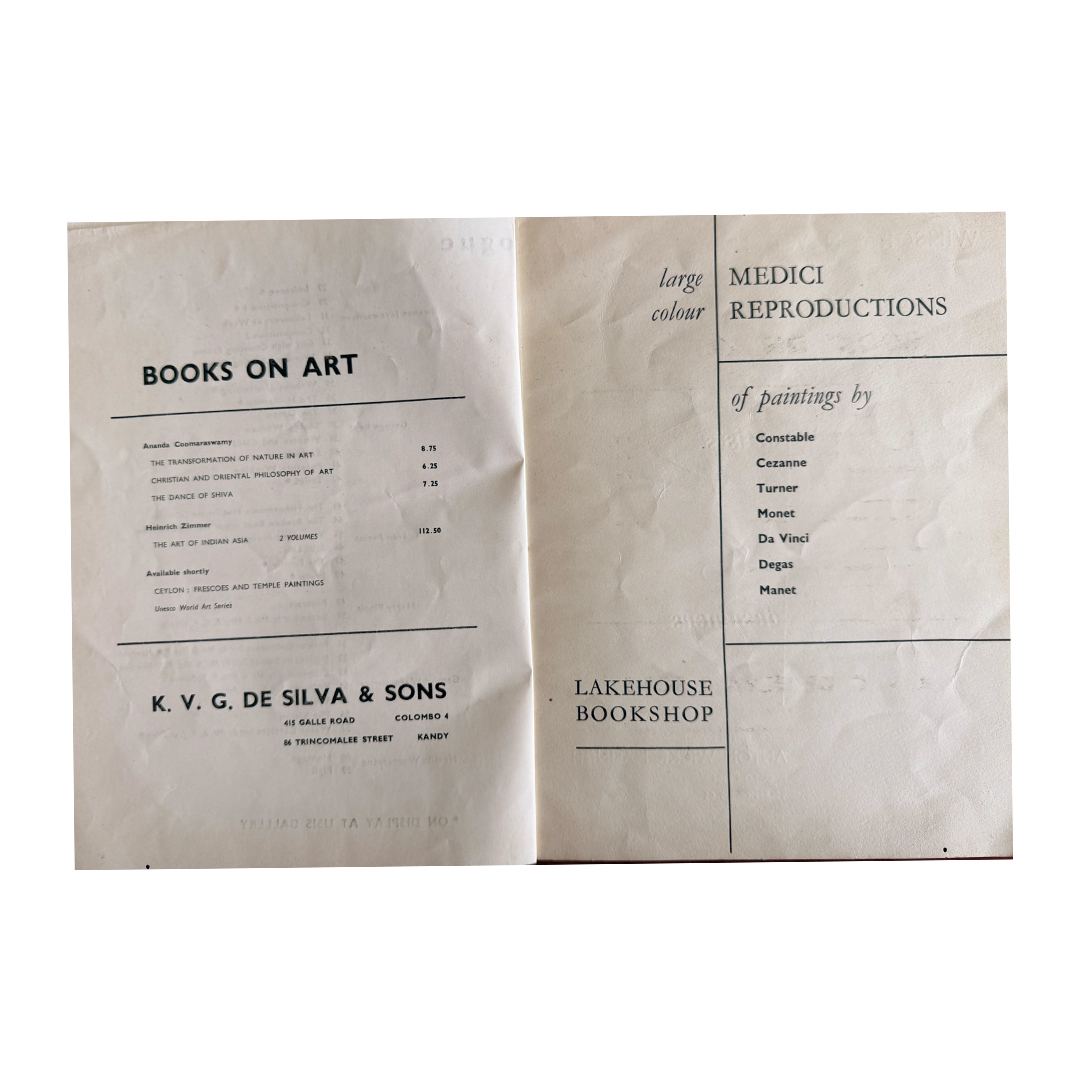 BOOKS ON ART
Ananda Coomaraswamy
THE TRANSFORMATION OF NATURE IN ART 8.75
CHRISTIAN AND ORIENTAL PHILOSOPHY OF ART 6.25
THE DANCE OF SHIVA 7.25
Heinrich Zimmer
THE ART OF INDIAN ASIA 2 VOLUMES 112.50
Available shortly
CEYLON : FRESCOES AND TEMPLE PAINTINGS
Unesco World Art Series
K. V. G. DE SILVA & SONS
415 GALLE ROAD COLOMBO 4
86 TRINCOMALEE STREET KANDY
large
colour
MEDICI
REPRODUCTIONS
of paintings by
Constable
Cezanne
Turner
Monet
Da Vinci
Degas
Manet
LAKEHOUSE
BOOKSHOP